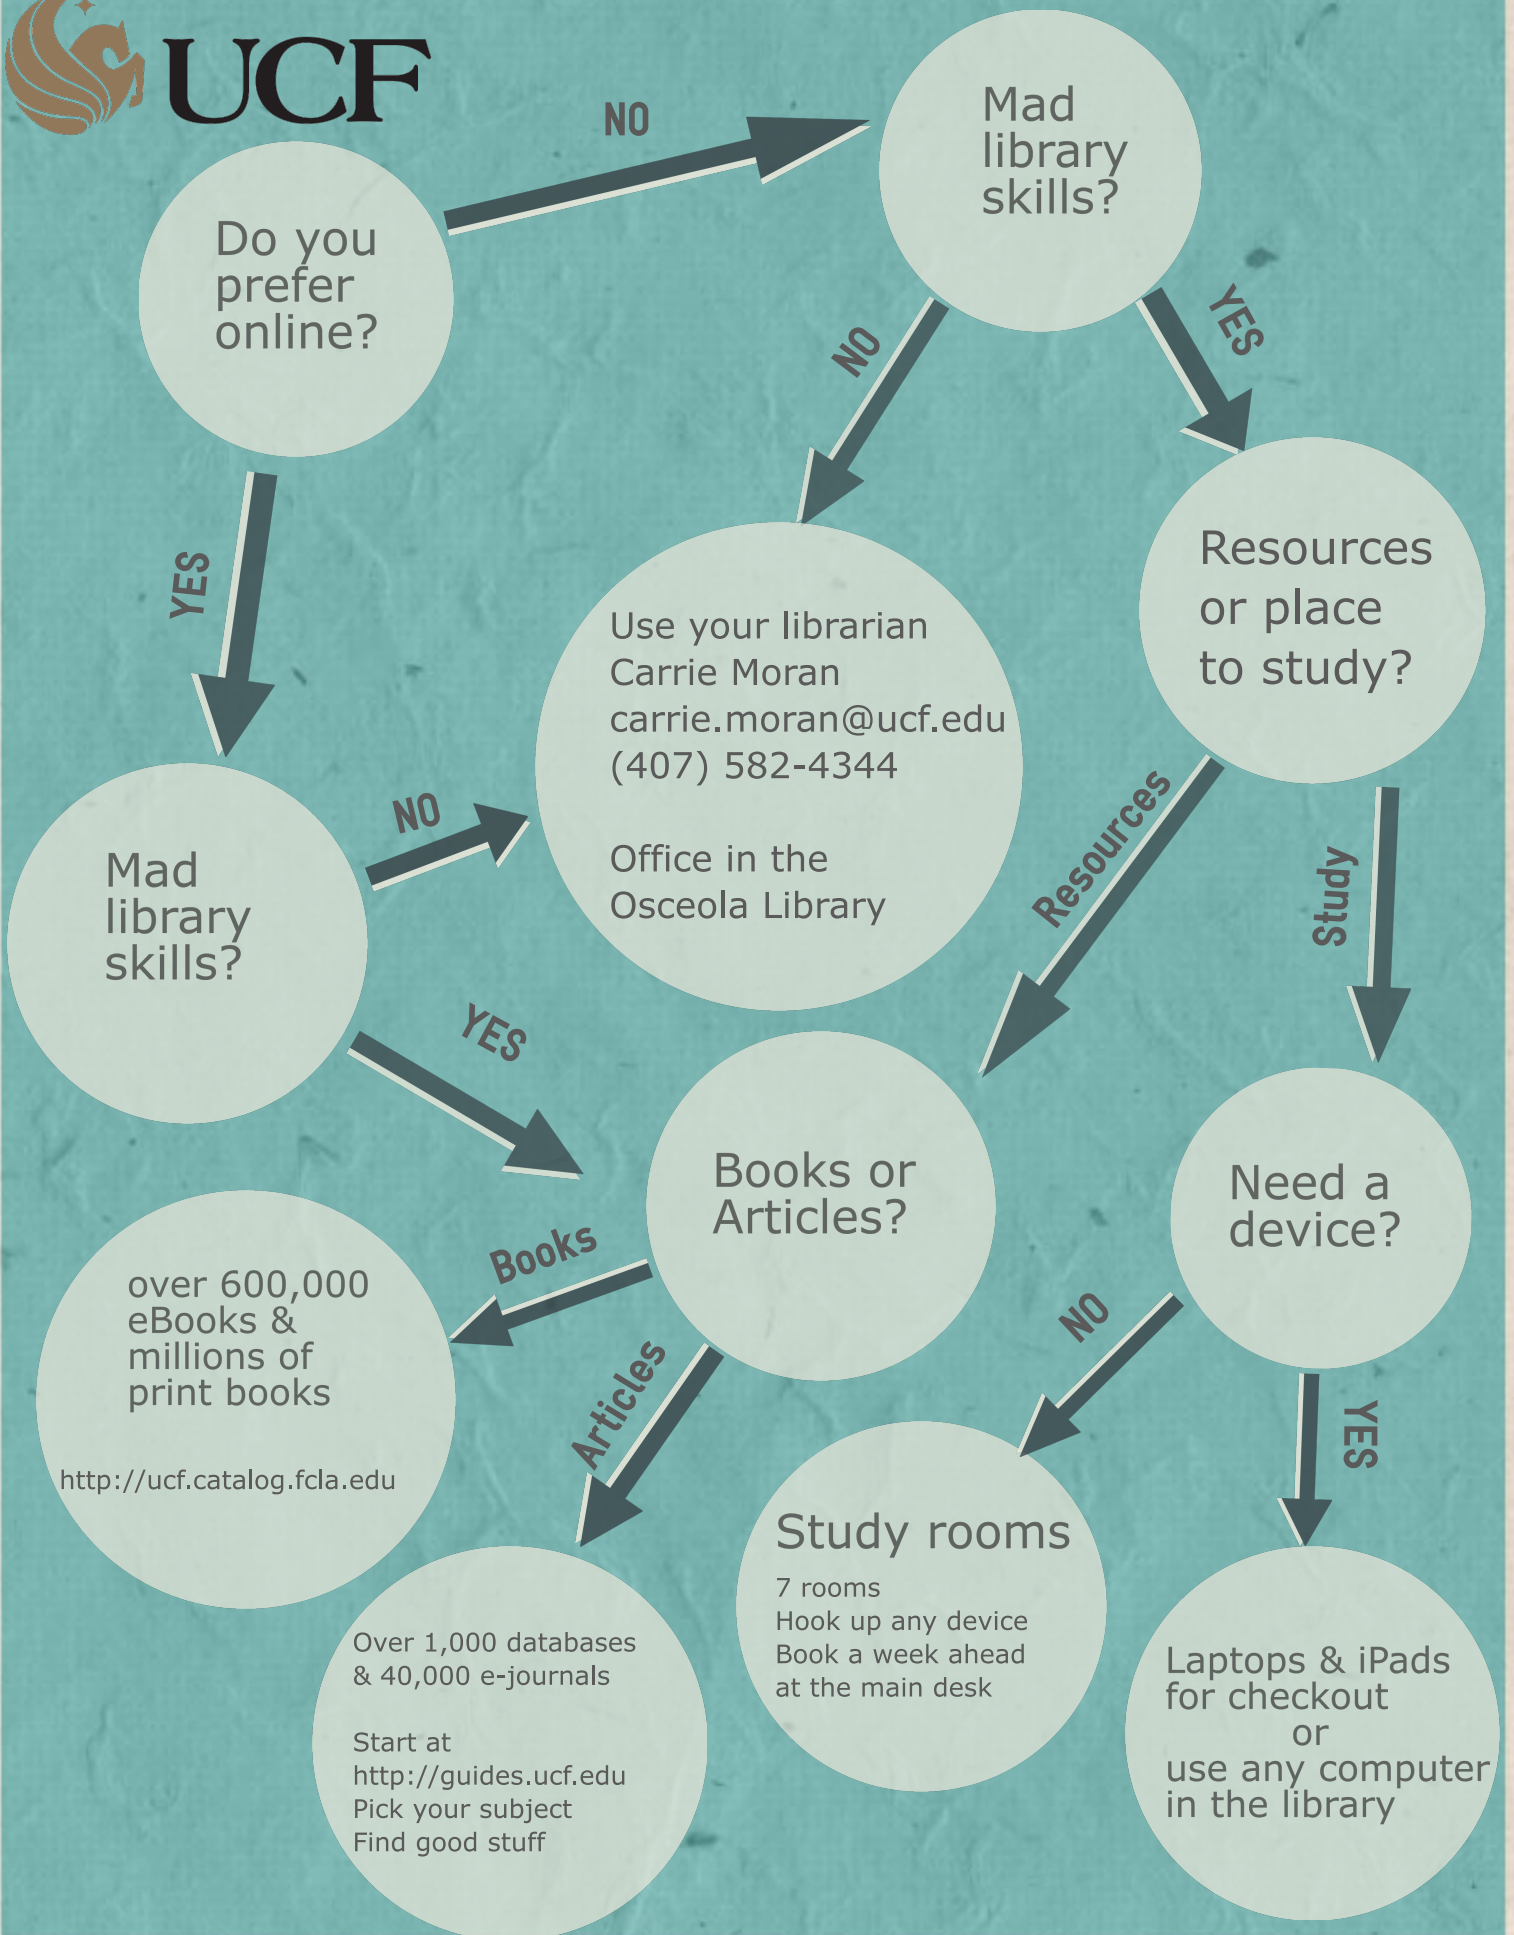 UCF
NO
Mad
library
skills?
Do you
prefer
online?
NO
YES
YES
Resources
or place
to study?
Use your librarian
Carrie Moran
carrie.moran@ucf.edu
(407) 582-4344
Office in the
Osceola Library
NO
Mad
library
skills?
Resources
Study
YES
Books or
Articles?
Need a
device?
Books
over 600,000
eBooks &
millions of
print books
http://ucf.catalog.fcla.edu
Articles
NO
YES
Study rooms
7 rooms
Hook up any device
Book a week ahead
at the main desk
Over 1,000 databases
& 40,000 e-journals
Start at
http://guides.ucf.edu
Pick your subject
Find good stuff
Laptops & iPads
for checkout
or
use any computer
in the library